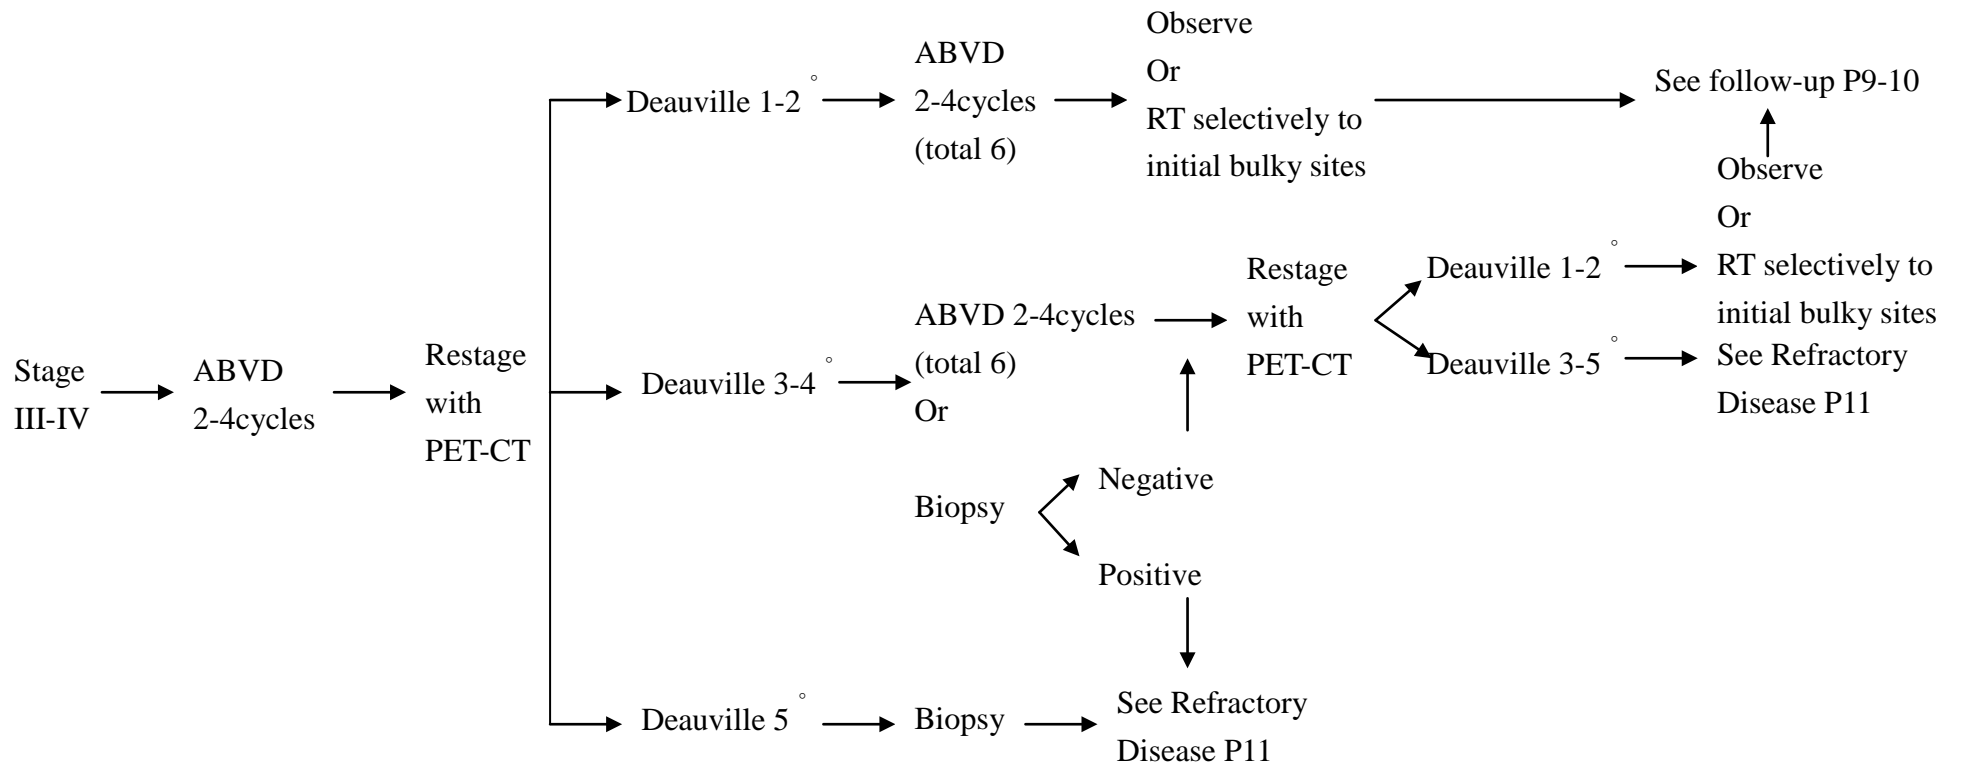 Stage
III-IV
ABVD
2-4cycles
Restage
with
PET-CT
Deauville 1-2 °
ABVD
2-4cycles
(total 6)
Observe
Or
RT selectively to
initial bulky sites
See follow-up P9-10
Deauville 3-4 °
ABVD 2-4cycles
(total 6)
Or
Biopsy
Negative
Positive
Restage
with
PET-CT
Deauville 1-2 °
Observe
Or
RT selectively to
initial bulky sites
Deauville 3-5 °
See Refractory
Disease P11
Deauville 5 °
Biopsy
See Refractory
Disease P11